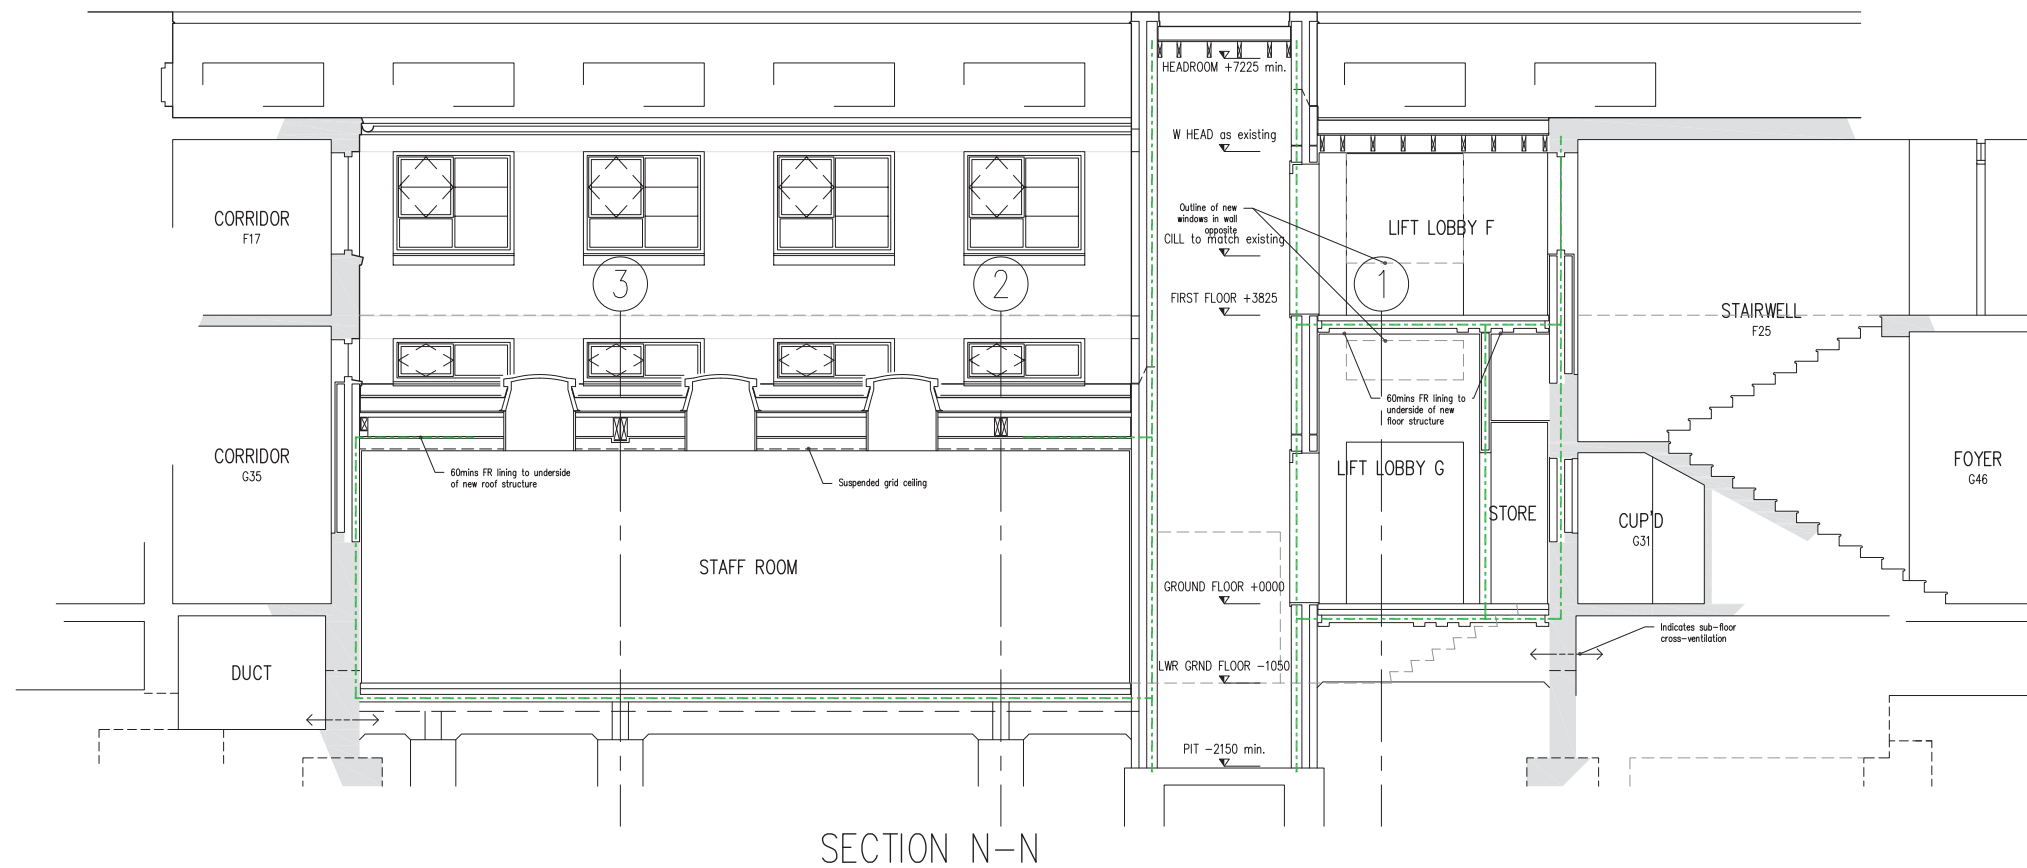 HEADROOM +7225 min.
W HEAD as existing
Outline of new
windows in wall
opposite
CILL to match existing
FIRST FLOOR +3825
GROUND FLOOR +0000
LWR GRND FLOOR -1050
PIT -2150 min.
CORRIDOR
F17
CORRIDOR
G35
DUCT
3
2
1
60mins FR lining to underside
of new roof structure
Suspended grid ceiling
STAFF ROOM
LIFT LOBBY F
60mins FR lining to
underside of new
floor structure
LIFT LOBBY G
STORE
STAIRWELL
F25
CUP'D
G31
FOYER
G46
Indicates sub-floor
cross-ventilation
SECTION N-N